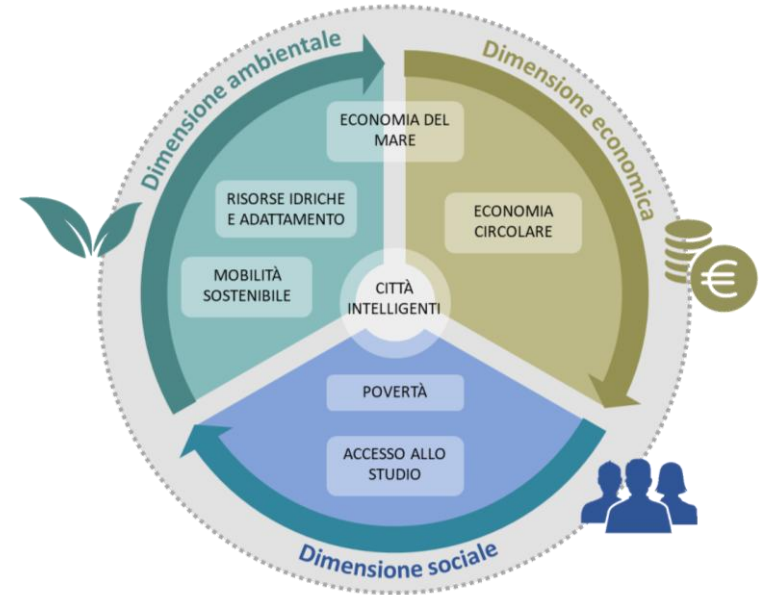 Dimensione ambientale
Dimensione economica
ECONOMIA DEL
MARE
RISORSE IDRICHE
E ADATTAMENTO
ECONOMIA
CIRCOLARE
MOBILITÀ
SOSTENIBILE
CITTÀ
INTELLIGENTI
€
POVERTÀ
ACCESSO ALLO
STUDIO
Dimensione sociale